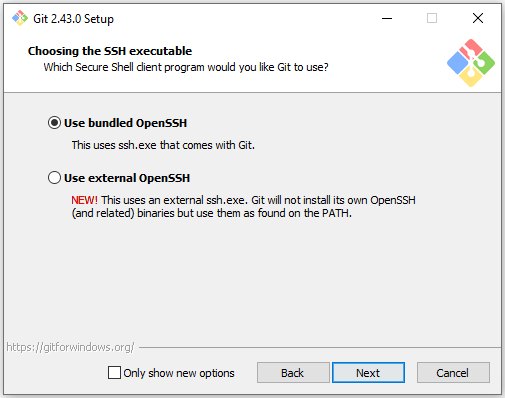 Git 2.43.0 Setup
Choosing the SSH executable
Which Secure Shell client program would you like Git to use?
Use bundled OpenSSH
This uses ssh.exe that comes with Git.
Use external OpenSSH
NEW! This uses an external ssh.exe. Git will not install its own OpenSSH
(and related) binaries but use them as found on the PATH.
https://gitforwindows.org/
Only show new options
Back
Next
Cancel